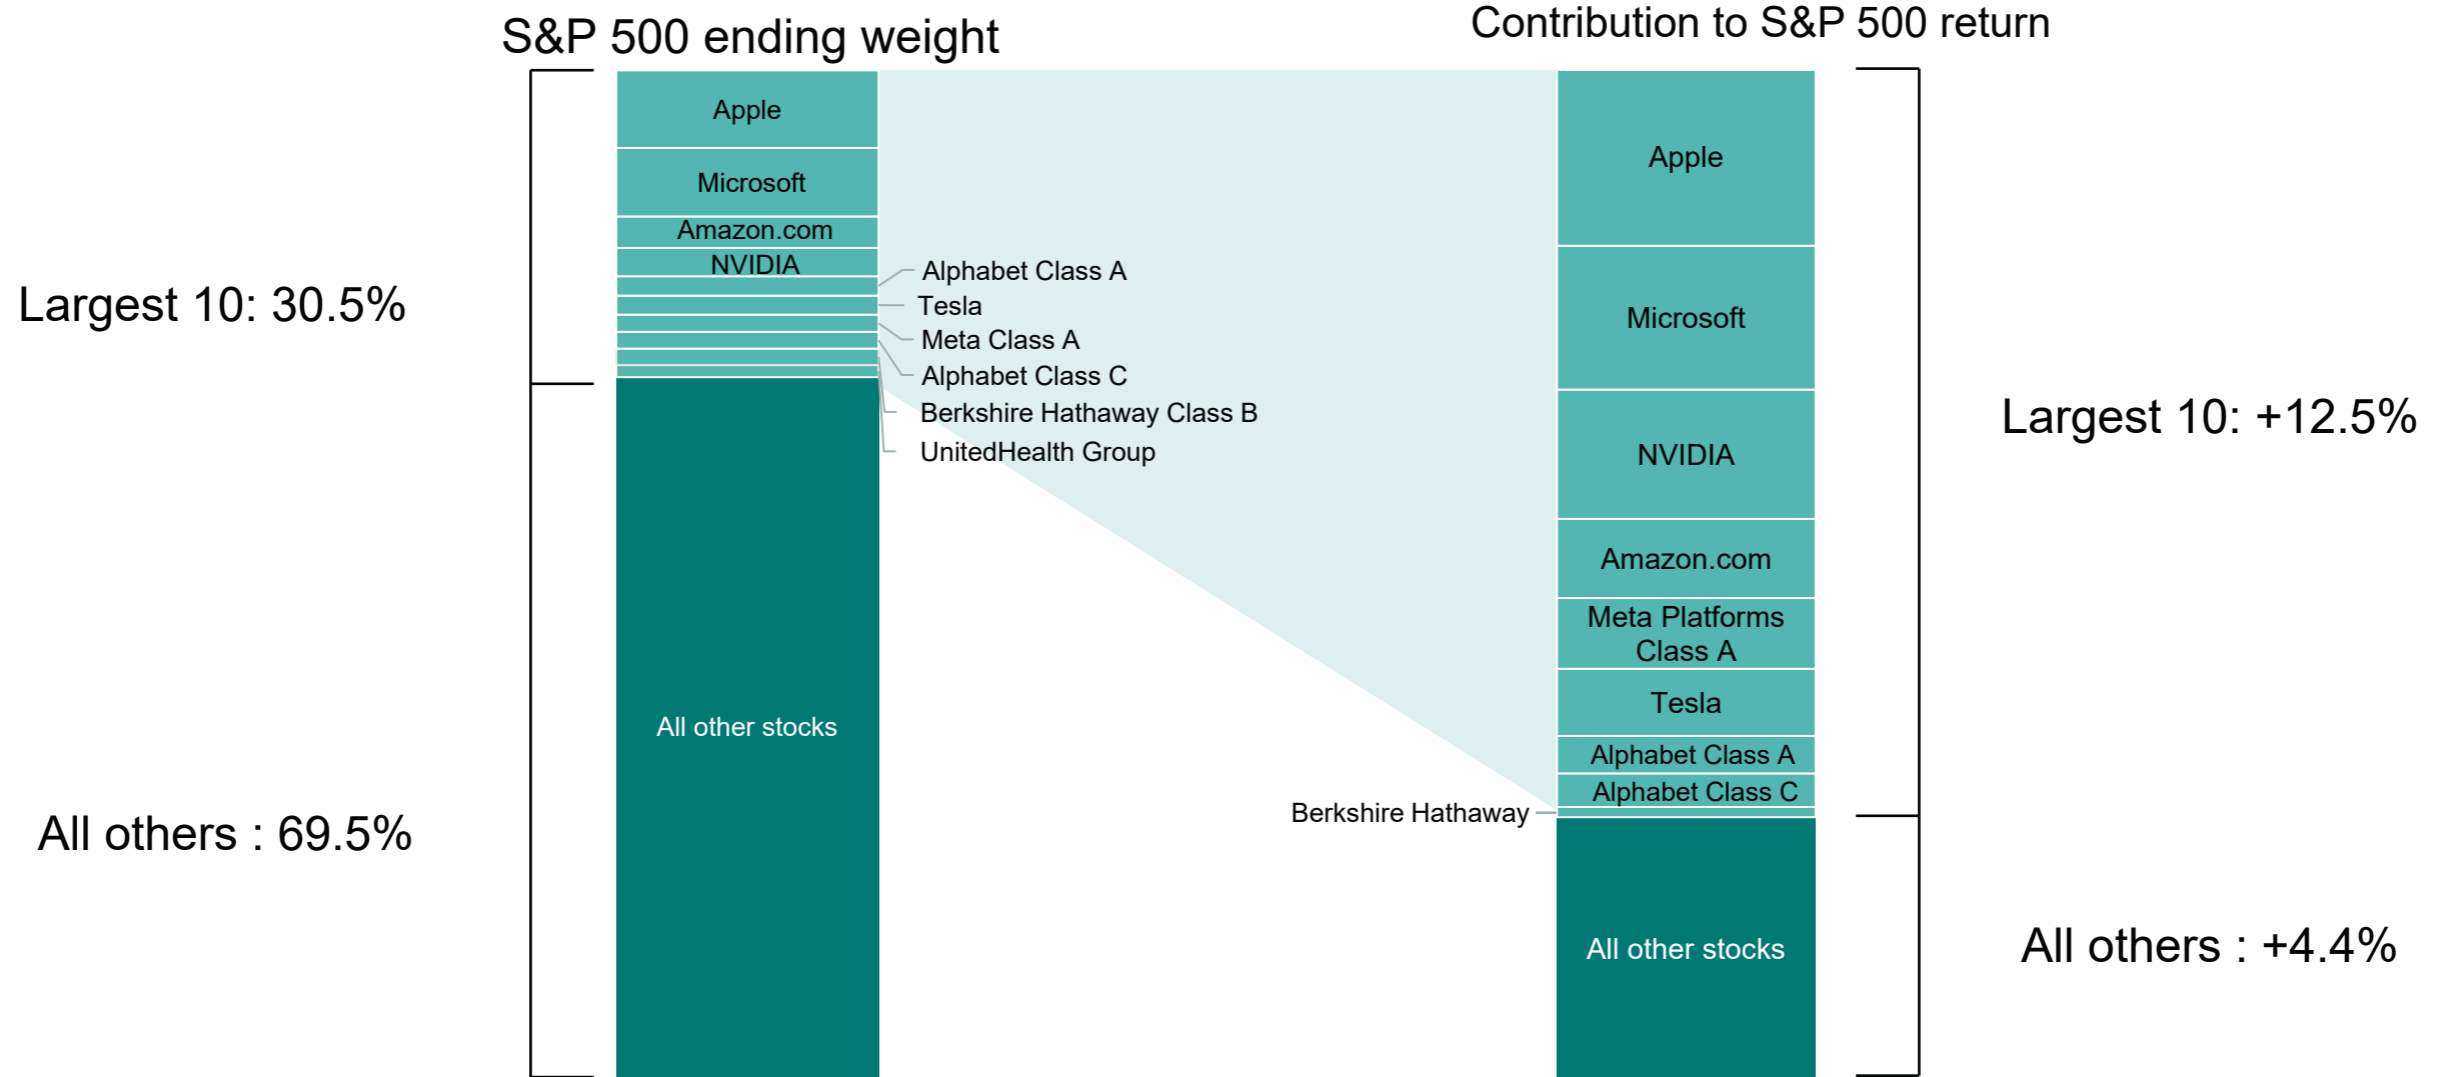 S&P 500 ending weight
Contribution to S&P 500 return
Largest 10: 30.5%
All others : 69.5%
Apple
Microsoft
Amazon.com
NVIDIA
Alphabet Class A
Tesla
Meta Class A
Alphabet Class C
Berkshire Hathaway Class B
UnitedHealth Group
All other stocks
Apple
Microsoft
NVIDIA
Amazon.com
Meta Platforms
Class A
Tesla
Alphabet Class A
Alphabet Class C
Berkshire Hathaway
All other stocks
Largest 10: +12.5%
All others : +4.4%